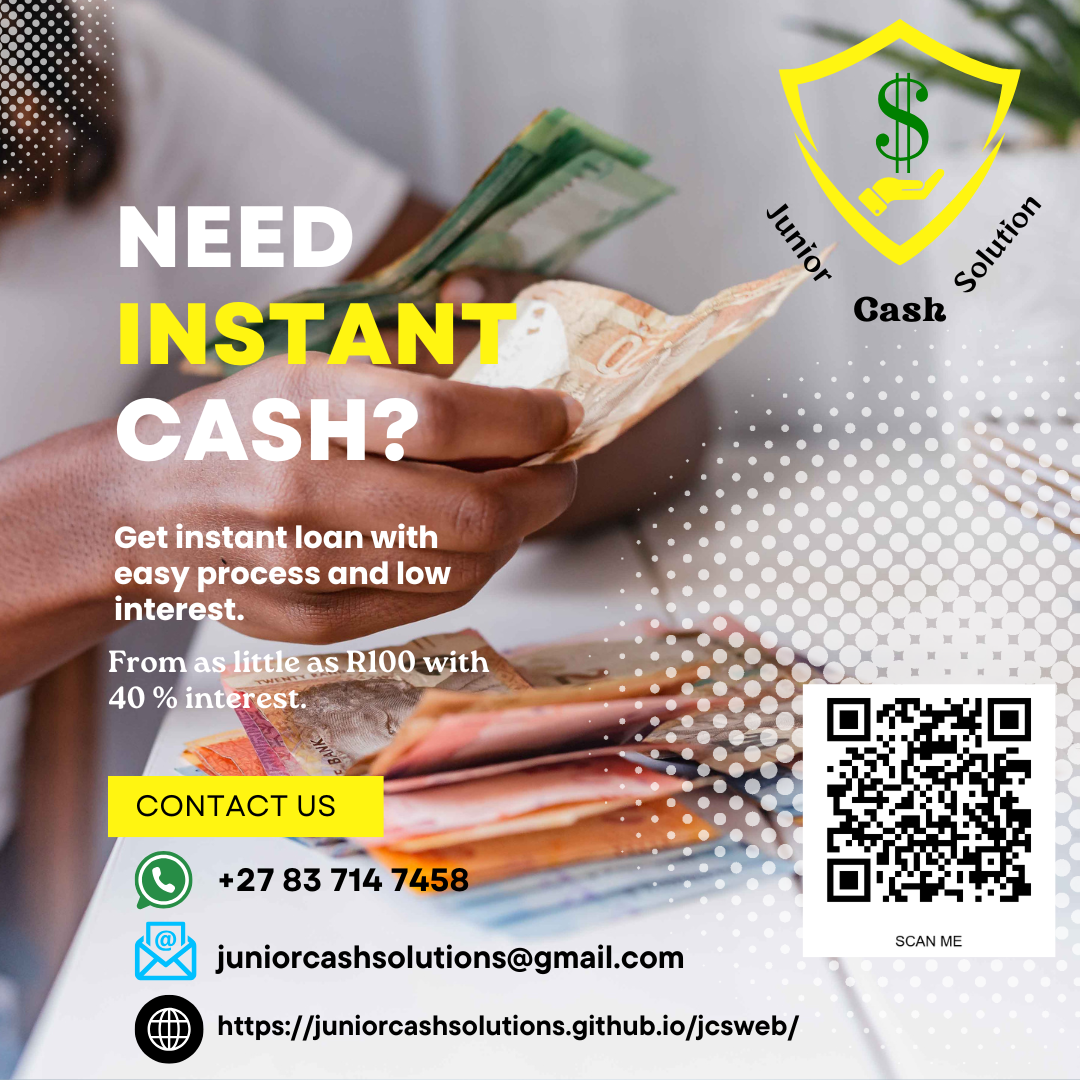 Junior
Cash
Solution
NEED
INSTANT
CASH?
Get instant loan with
easy process and low
interest.
From as little as R100 with
40 % interest.
CONTACT US
+27 83 714 7458
@
juniorcashsolutions@gmail.com
https://juniorcashsolutions.github.io/jcsweb/
SCAN ME